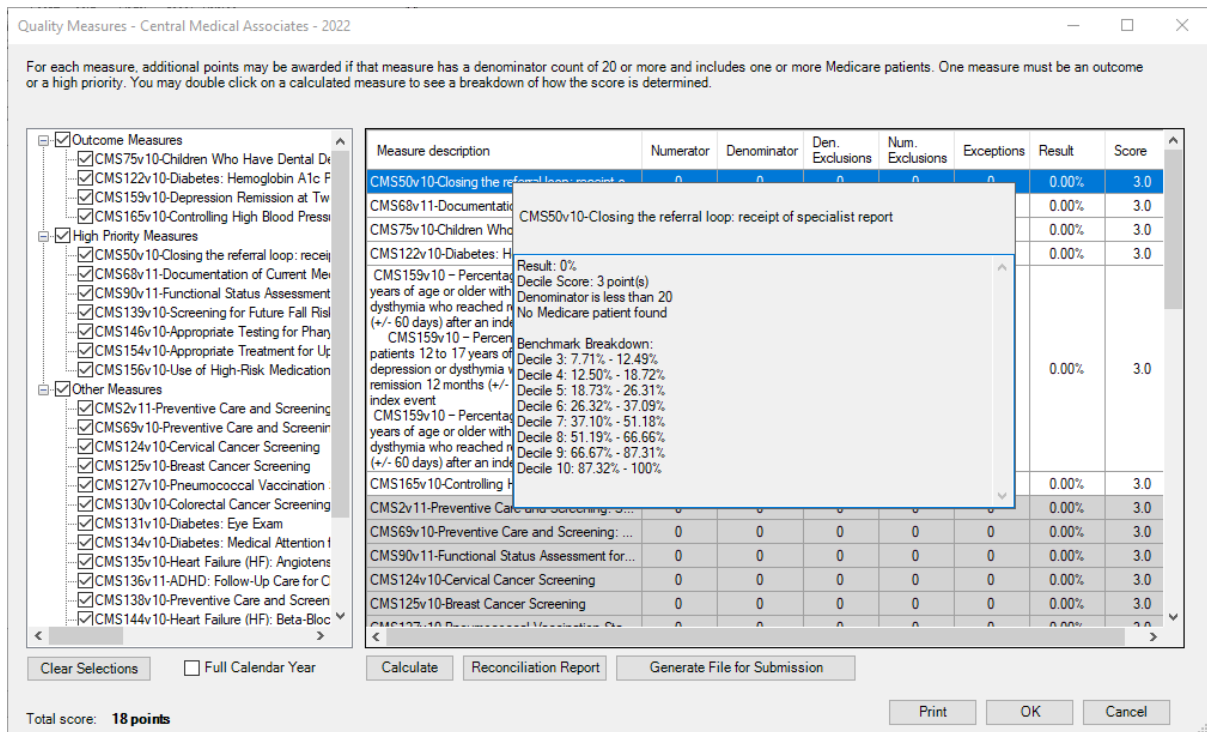 Quality Measures - Central Medical Associates - 2022
For each measure, additional points may be awarded if that measure has a denominator count of 20 or more and includes one or more Medicare patients. One measure must be an outcome
or a high priority. You may double click on a calculated measure to see a breakdown of how the score is determined.
Outcome Measures
CMS75v10-Children Who Have Dental De
CMS122v10-Diabetes: Hemoglobin A1c P
CMS159v10-Depression Remission at Tw
CMS165v10-Controlling High Blood Pressu
High Priority Measures
CMS50v10-Closing the referral loop: receip
CMS68v11-Documentation of Current Me
CMS90v11-Functional Status Assessment
CMS139v10-Screening for Future Fall Risk
CMS146v10-Appropriate Testing for Phary
CMS154v10-Appropriate Treatment for Up
CMS156v10-Use of High-Risk Medication
Other Measures
CMS2v11-Preventive Care and Screening
CMS69v10-Preventive Care and Screenin
CMS124v10-Cervical Cancer Screening
CMS125v10-Breast Cancer Screening
CMS127v10-Pneumococcal Vaccination
CMS130v10-Colorectal Cancer Screening
CMS131v10-Diabetes: Eye Exam
CMS134v10-Diabetes: Medical Attention f
CMS135v10-Heart Failure (HF): Angiotens
CMS136v11-ADHD: Follow-Up Care for C
CMS138v10-Preventive Care and Screen
CMS144v10-Heart Failure (HF): Beta-Bloc
Measure description Numerator Denominator Den. Exclusions Num. Exclusions Exceptions Result Score
CMS50v10-Closing the referral loop: receipt o 0 0 0 0 0 0.00% 3.0
CMS68v11-Documentatio 0.00% 3.0
CMS75v10-Children Who 0.00% 3.0
CMS122v10-Diabetes: H 0.00% 3.0
CMS159v10 – Percentag
years of age or older with
dysthymia who reached r
(+/- 60 days) after an inde
CMS159v10 – Percen
patients 12 to 17 years of
depression or dysthymia w
remission 12 months (+/-
index event
CMS159v10 – Percentag
years of age or older with
dysthymia who reached r
(+/- 60 days) after an inde
0.00% 3.0
CMS165v10-Controlling H 0.00% 3.0
CMS2v11-Preventive Care and Screening: S... 0 0 0 0 0 0.00% 3.0
CMS69v10-Preventive Care and Screening: ... 0 0 0 0 0 0.00% 3.0
CMS90v11-Functional Status Assessment for... 0 0 0 0 0 0.00% 3.0
CMS124v10-Cervical Cancer Screening 0 0 0 0 0 0.00% 3.0
CMS125v10-Breast Cancer Screening 0 0 0 0 0 0.00% 3.0
CMS127v10-Pneumococcal Vaccination Sta 0 0 0 0 0 0.00% 3.0
CMS50v10-Closing the referral loop: receipt of specialist report
Result: 0%
Decile Score: 3 point(s)
Denominator is less than 20
No Medicare patient found
Benchmark Breakdown:
Decile 3: 7.71% - 12.49%
Decile 4: 12.50% - 18.72%
Decile 5: 18.73% - 26.31%
Decile 6: 26.32% - 37.09%
Decile 7: 37.10% - 51.18%
Decile 8: 51.19% - 66.66%
Decile 9: 66.67% - 87.31%
Decile 10: 87.32% - 100%
Clear Selections Full Calendar Year Calculate Reconciliation Report Generate File for Submission
Total score: 18 points
Print OK Cancel